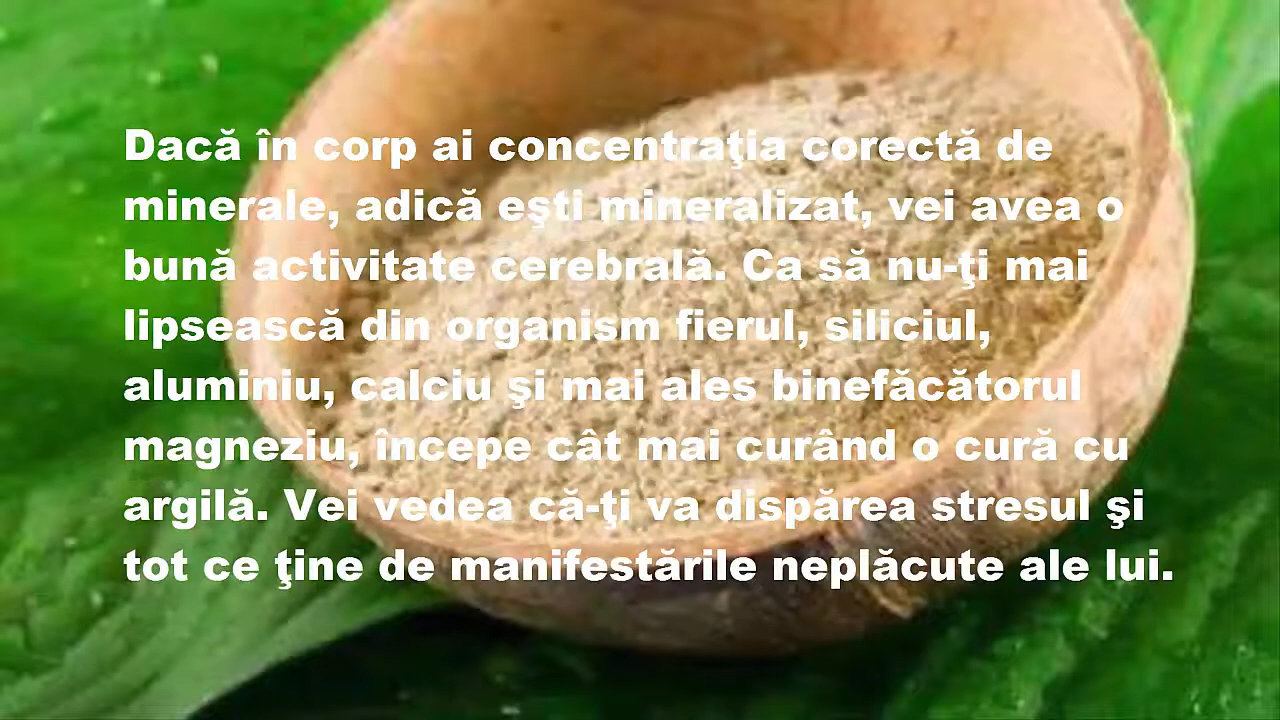 Dacă în corp ai concentraţia corectă de
minerale, adică eşti mineralizat, vei avea o
bună activitate cerebrală. Ca să nu-ţi mai
lipsească din organism fierul, siliciul,
aluminiu, calciu şi mai ales binefăcătorul
magneziu, începe cât mai curând o cură cu
argilă. Vei vedea că-ţi va dispărea stresul şi
tot ce ţine de manifestările neplăcute ale lui.